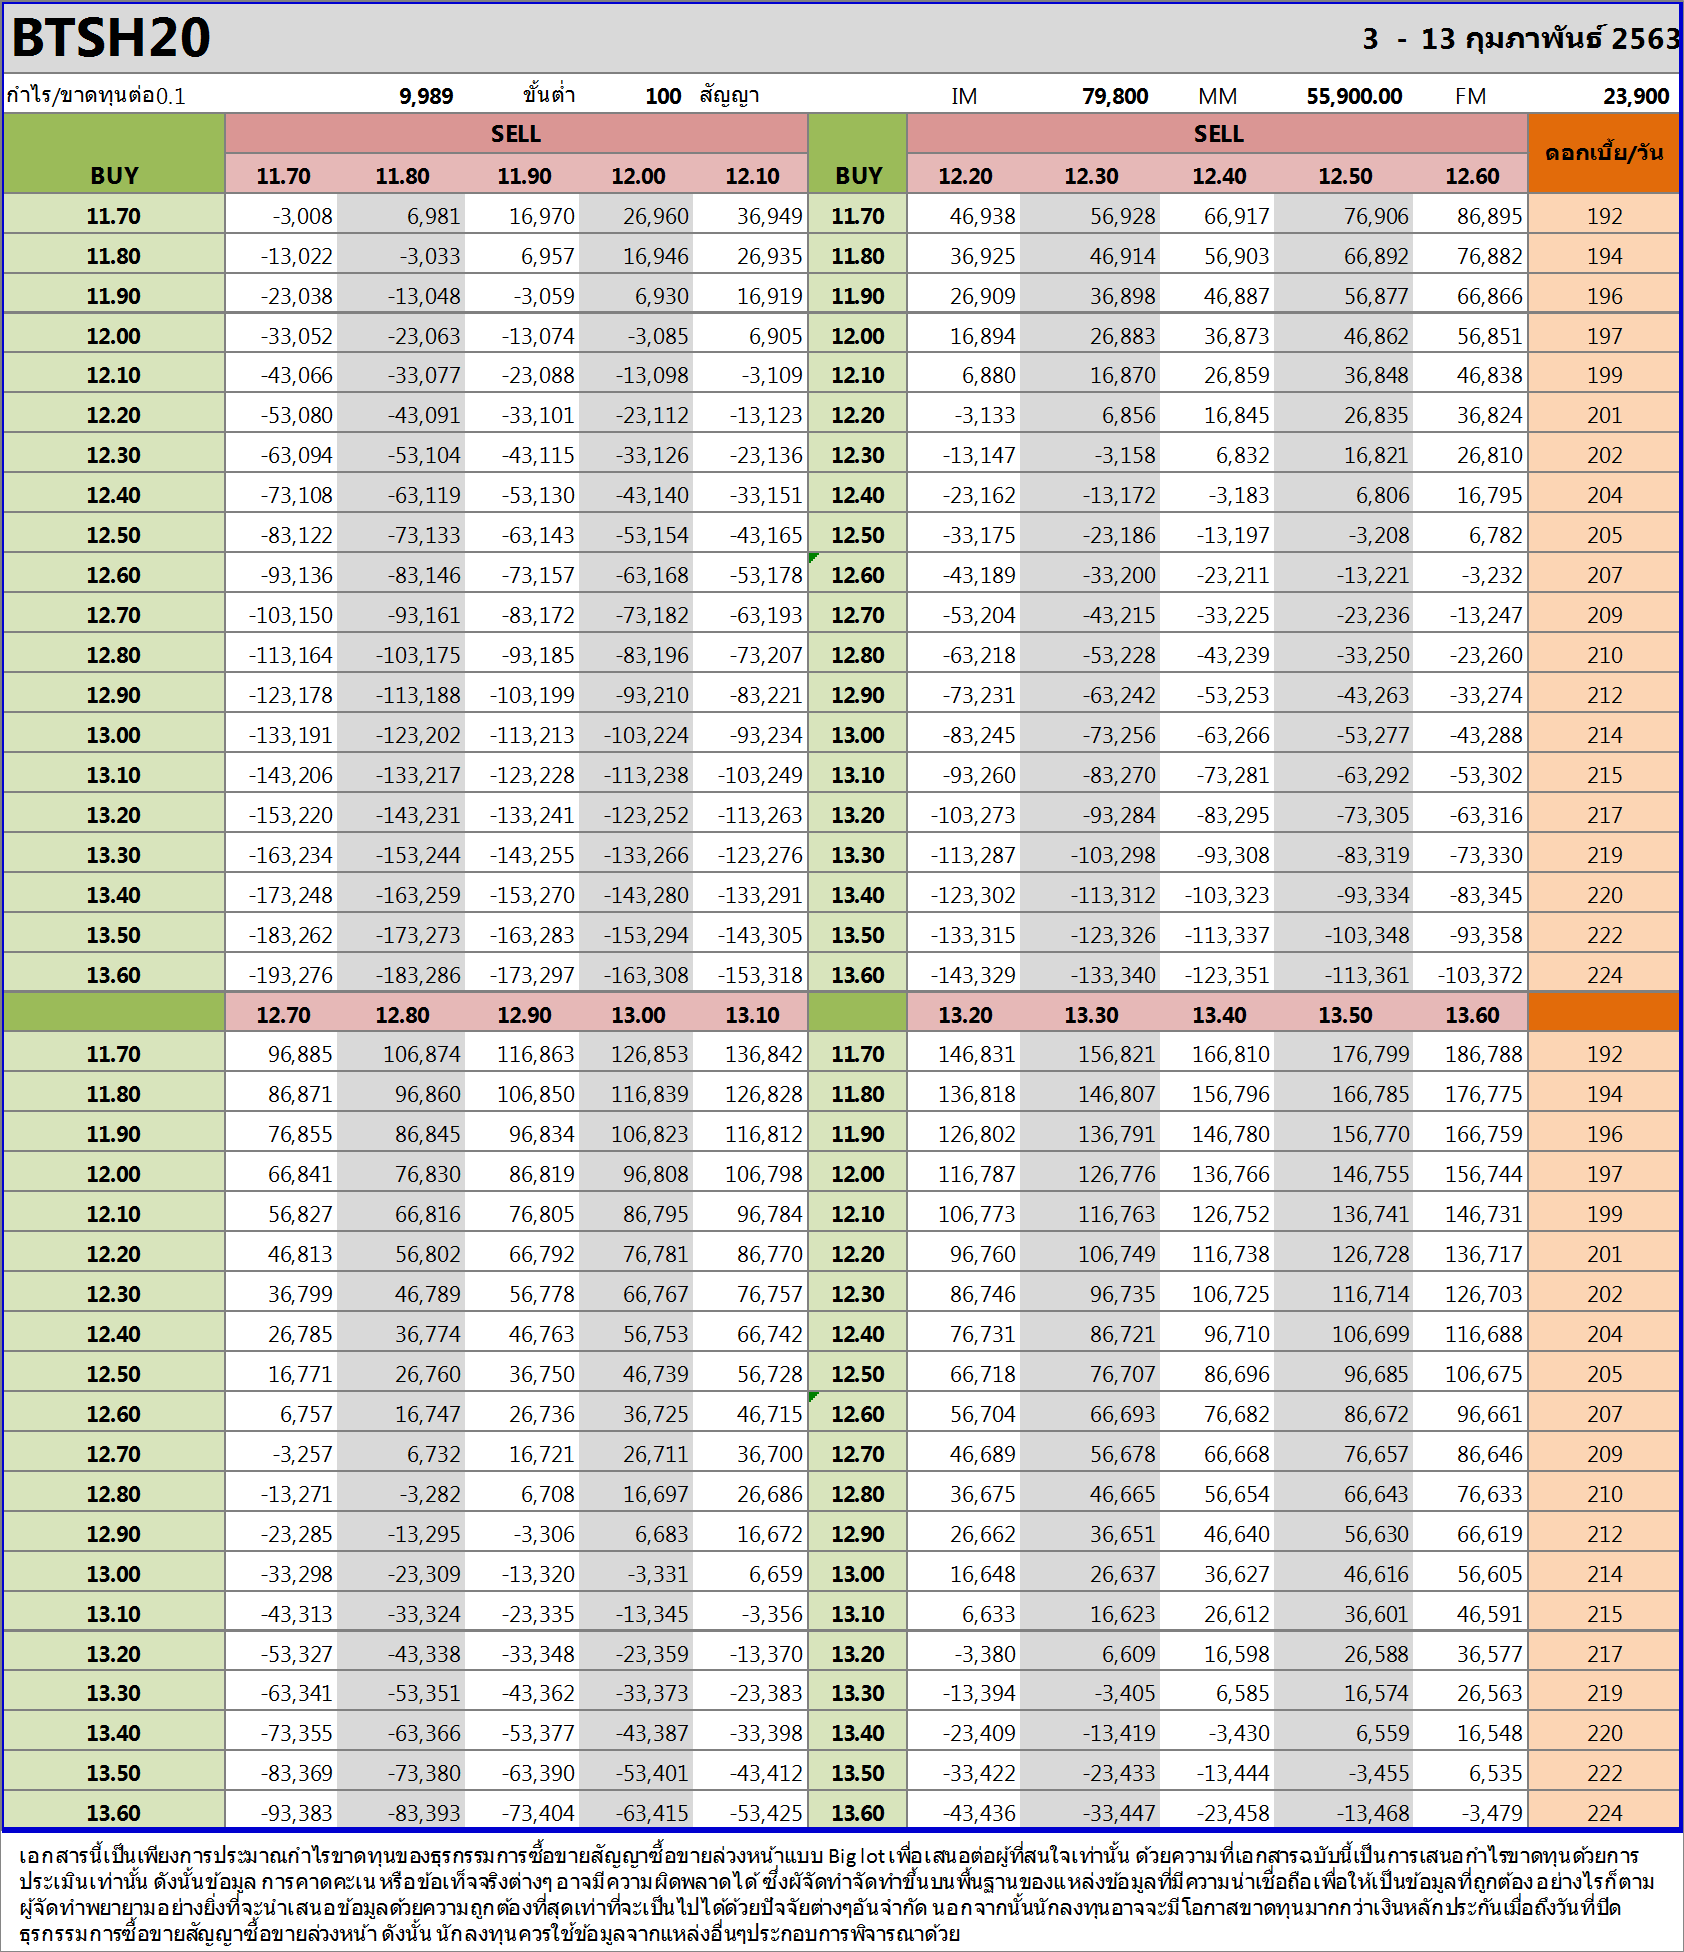 BTSH20 3 - 13 กุมภาพันธ์ 2563
กำไร/ขาดทุนต่อ0.1 9,989 ขั้นต่ำ 100 สัญญา IM 79,800 MM 55,900.00 FM 23,900
SELL SELL ดอกเบี้ย/วัน
BUY 11.70 11.80 11.90 12.00 12.10 BUY 12.20 12.30 12.40 12.50 12.60
11.70 -3,008 6,981 16,970 26,960 36,949 11.70 46,938 56,928 66,917 76,906 86,895 192
11.80 -13,022 -3,033 6,957 16,946 26,935 11.80 36,925 46,914 56,903 66,892 76,882 194
11.90 -23,038 -13,048 -3,059 6,930 16,919 11.90 26,909 36,898 46,887 56,877 66,866 196
12.00 -33,052 -23,063 -13,074 -3,085 6,905 12.00 16,894 26,883 36,873 46,862 56,851 197
12.10 -43,066 -33,077 -23,088 -13,098 -3,109 12.10 6,880 16,870 26,859 36,848 46,838 199
12.20 -53,080 -43,091 -33,101 -23,112 -13,123 12.20 -3,133 6,856 16,845 26,835 36,824 201
12.30 -63,094 -53,104 -43,115 -33,126 -23,136 12.30 -13,147 -3,158 6,832 16,821 26,810 202
12.40 -73,108 -63,119 -53,130 -43,140 -33,151 12.40 -23,162 -13,172 -3,183 6,806 16,795 204
12.50 -83,122 -73,133 -63,143 -53,154 -43,165 12.50 -33,175 -23,186 -13,197 -3,208 6,782 205
12.60 -93,136 -83,146 -73,157 -63,168 -53,178 12.60 -43,189 -33,200 -23,211 -13,221 -3,232 207
12.70 -103,150 -93,161 -83,172 -73,182 -63,193 12.70 -53,204 -43,215 -33,225 -23,236 -13,247 209
12.80 -113,164 -103,175 -93,185 -83,196 -73,207 12.80 -63,218 -53,228 -43,239 -33,250 -23,260 210
12.90 -123,178 -113,188 -103,199 -93,210 -83,221 12.90 -73,231 -63,242 -53,253 -43,263 -33,274 212
13.00 -133,191 -123,202 -113,213 -103,224 -93,234 13.00 -83,245 -73,256 -63,266 -53,277 -43,288 214
13.10 -143,206 -133,217 -123,228 -113,238 -103,249 13.10 -93,260 -83,270 -73,281 -63,292 -53,302 215
13.20 -153,220 -143,231 -133,241 -123,252 -113,263 13.20 -103,273 -93,284 -83,295 -73,305 -63,316 217
13.30 -163,234 -153,244 -143,255 -133,266 -123,276 13.30 -113,287 -103,298 -93,308 -83,319 -73,330 219
13.40 -173,248 -163,259 -153,270 -143,280 -133,291 13.40 -123,302 -113,312 -103,323 -93,334 -83,345 220
13.50 -183,262 -173,273 -163,283 -153,294 -143,305 13.50 -133,315 -123,326 -113,337 -103,348 -93,358 222
13.60 -193,276 -183,286 -173,297 -163,308 -153,318 13.60 -143,329 -133,340 -123,351 -113,361 -103,372 224
12.70 12.80 12.90 13.00 13.10 13.20 13.30 13.40 13.50 13.60
11.70 96,885 106,874 116,863 126,853 136,842 11.70 146,831 156,821 166,810 176,799 186,788 192
11.80 86,871 96,860 106,850 116,839 126,828 11.80 136,818 146,807 156,796 166,785 176,775 194
11.90 76,855 86,845 96,834 106,823 116,812 11.90 126,802 136,791 146,780 156,770 166,759 196
12.00 66,841 76,830 86,819 96,808 106,798 12.00 116,787 126,776 136,766 146,755 156,744 197
12.10 56,827 66,816 76,805 86,795 96,784 12.10 106,773 116,763 126,752 136,741 146,731 199
12.20 46,813 56,802 66,792 76,781 86,770 12.20 96,760 106,749 116,738 126,728 136,717 201
12.30 36,799 46,789 56,778 66,767 76,757 12.30 86,746 96,735 106,725 116,714 126,703 202
12.40 26,785 36,774 46,763 56,753 66,742 12.40 76,731 86,721 96,710 106,699 116,688 204
12.50 16,771 26,760 36,750 46,739 56,728 12.50 66,718 76,707 86,696 96,685 106,675 205
12.60 6,757 16,747 26,736 36,725 46,715 12.60 56,704 66,693 76,682 86,672 96,661 207
12.70 -3,257 6,732 16,721 26,711 36,700 12.70 46,689 56,678 66,668 76,657 86,646 209
12.80 -13,271 -3,282 6,708 16,697 26,686 12.80 36,675 46,665 56,654 66,643 76,633 210
12.90 -23,285 -13,295 -3,306 6,683 16,672 12.90 26,662 36,651 46,640 56,630 66,619 212
13.00 -33,298 -23,309 -13,320 -3,331 6,659 13.00 16,648 26,637 36,627 46,616 56,605 214
13.10 -43,313 -33,324 -23,335 -13,345 -3,356 13.10 6,633 16,623 26,612 36,601 46,591 215
13.20 -53,327 -43,338 -33,348 -23,359 -13,370 13.20 -3,380 6,609 16,598 26,588 36,577 217
13.30 -63,341 -53,351 -43,362 -33,373 -23,383 13.30 -13,394 -3,405 6,585 16,574 26,563 219
13.40 -73,355 -63,366 -53,377 -43,387 -33,398 13.40 -23,409 -13,419 -3,430 6,559 16,548 220
13.50 -83,369 -73,380 -63,390 -53,401 -43,412 13.50 -33,422 -23,433 -13,444 -3,455 6,535 222
13.60 -93,383 -83,393 -73,404 -63,415 -53,425 13.60 -43,436 -33,447 -23,458 -13,468 -3,479 224
เอกสารนี้เป็นเพียงการประมาณกำไรขาดทุนของธุรกรรมการซื้อขายสัญญาซื้อขายล่วงหน้าแบบ Big lot เพื่อเสนอต่อผู้ที่สนใจเท่านั้น ด้วยความที่เอกสารฉบับนี้เป็นการเสนอกำไรขาดทุนด้วยการ
ประเมินเท่านั้น ดังนั้นข้อมูล การคาดคะเน หรือข้อเท็จจริงต่างๆ อาจมีความผิดพลาดได้ ซึ่งผู้จัดทำจัดทำขึ้นบนพื้นฐานของแหล่งข้อมูลที่มีความน่าเชื่อถือเพื่อให้เป็นข้อมูลที่ถูกต้อง อย่างไรก็ตาม
ผู้จัดทำพยายามอย่างยิ่งที่จะนำเสนอข้อมูลด้วยความถูกต้องที่สุดเท่าที่จะเป็นไปได้ด้วยปัจจัยต่างๆอันจำกัด นอกจากนั้นนักลงทุนอาจจะมีโอกาสขาดทุนมากกว่าเงินหลักประกันเมื่อถึงวันที่ปิด
ธุรกรรมการซื้อขายสัญญาซื้อขายล่วงหน้า ดังนั้น นักลงทุนควรใช้ข้อมูลจากแหล่งอื่นๆประกอบการพิจารณาด้วย